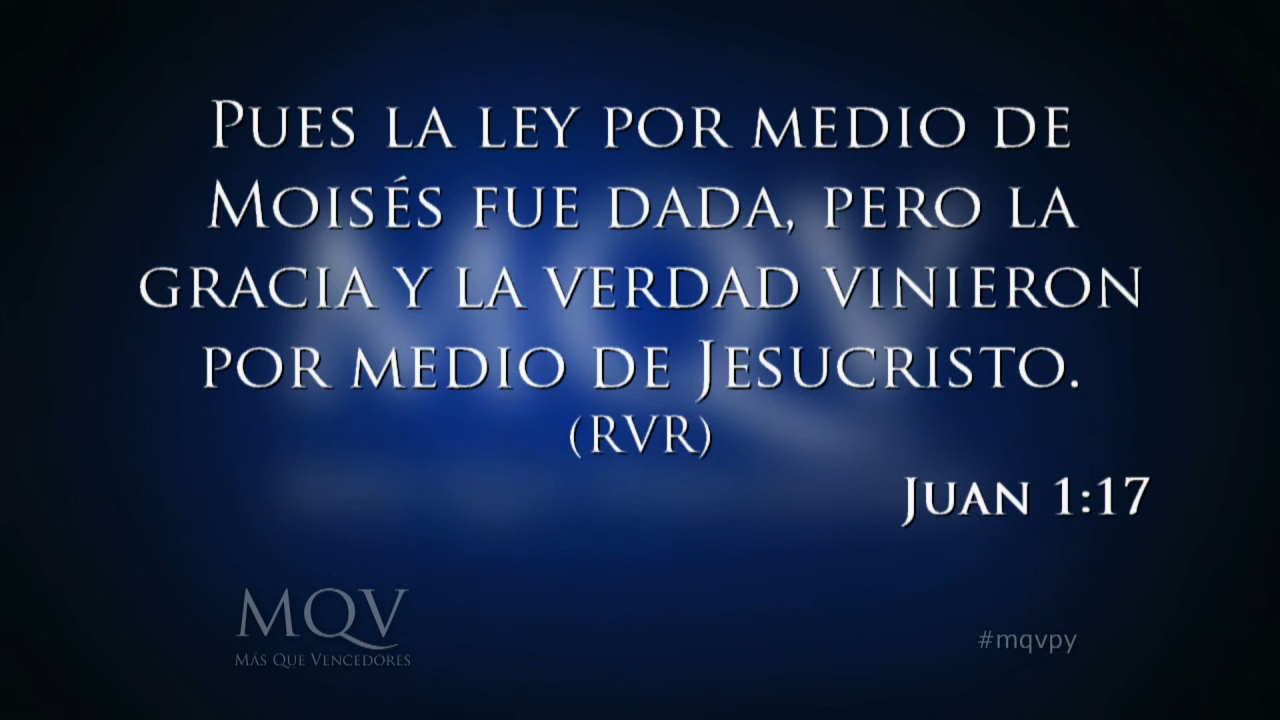 Pues la ley por medio de
Moisés fue dada, pero la
gracia y la verdad vinieron
por medio de Jesucristo.
(RVR)
Juan 1:17
MQV
Más Que Vencedores
#mqvpy